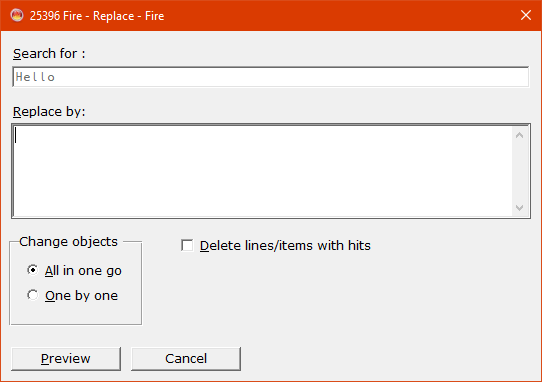 25396 Fire - Replace - Fire
Search for :
Hello
Replace by:
Change objects
All in one go
One by one
Delete lines/items with hits
Preview
Cancel